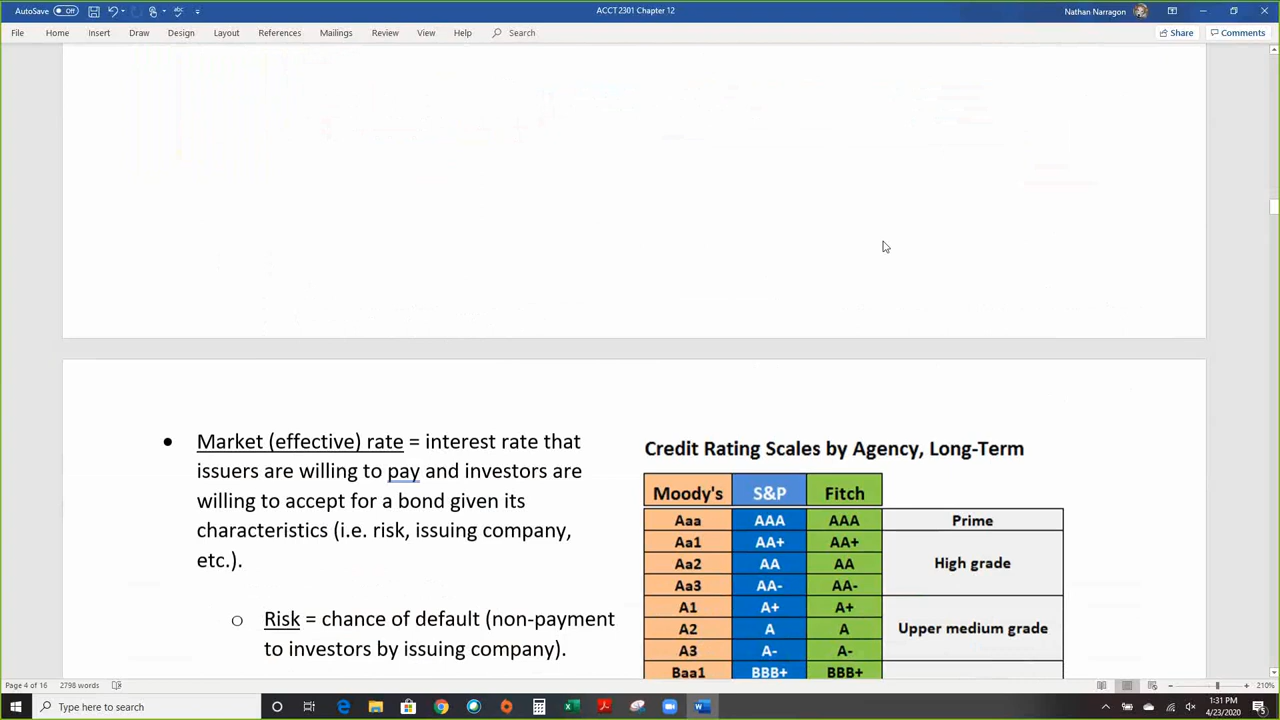 AutoSave Off
ACCT 2301 Chapter 12
Nathan Narragon
File Home Insert Draw Design Layout References Mailings Review View Help Search
Share Comments
Market (effective) rate = interest rate that
issuers are willing to pay and investors are
willing to accept for a bond given its
characteristics (i.e. risk, issuing company,
etc.).
Risk = chance of default (non-payment
to investors by issuing company).
Credit Rating Scales by Agency, Long-Term
Moody's S&P Fitch
Aaa AAA AAA Prime
Aa1 AA+ AA+
Aa2 AA AA High grade
Aa3 AA- AA-
A1 A+ A+
A2 A A Upper medium grade
A3 A- A-
Baa1 BBB+ BBB+
Page 4 of 16 2798 words
210%
Type here to search
1:31 PM
4/23/2020